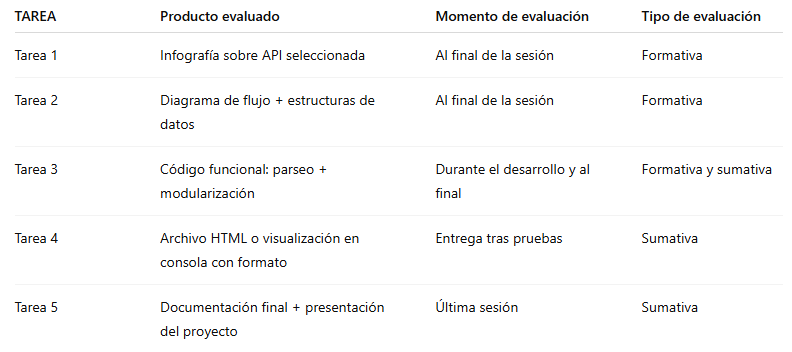 TAREA Producto evaluado Momento de evaluación Tipo de evaluación
Tarea 1 Infografía sobre API seleccionada Al final de la sesión Formativa
Tarea 2 Diagrama de flujo + estructuras de datos Al final de la sesión Formativa
Tarea 3 Código funcional: parseo + modularización Durante el desarrollo y al final Formativa y sumativa
Tarea 4 Archivo HTML o visualización en consola con formato Entrega tras pruebas Sumativa
Tarea 5 Documentación final + presentación del proyecto Última sesión Sumativa